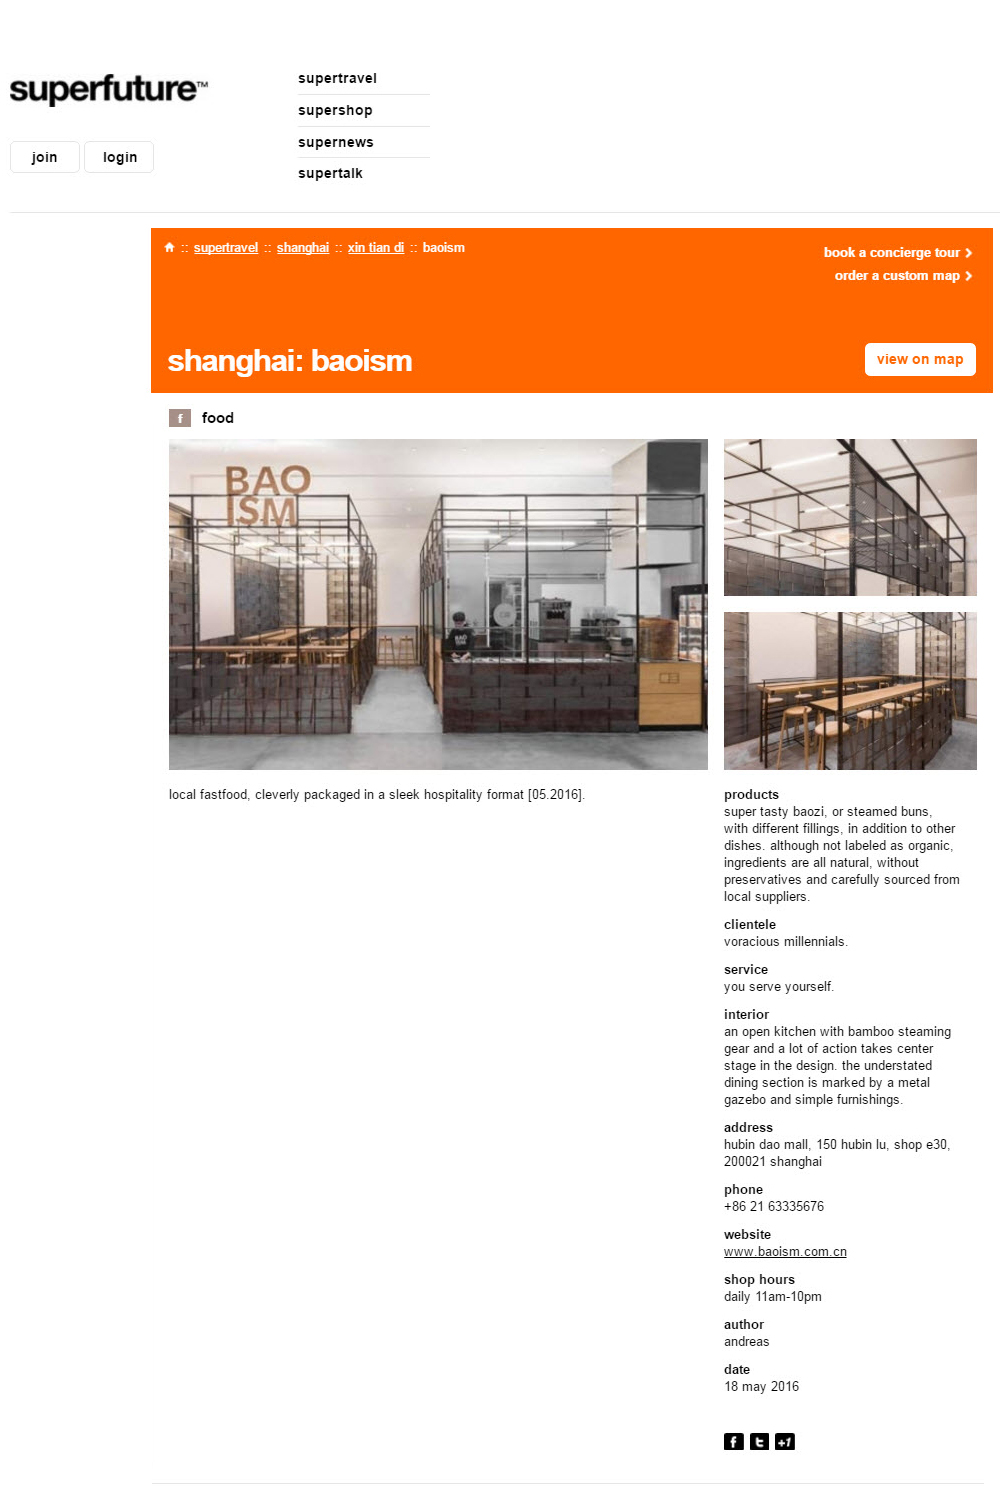 superfuture™
supertravel
supershop
supernews
supertalk
join
login
:: supertravel :: shanghai :: xin tian di :: baoism
book a concierge tour
order a custom map
shanghai: baoism
view on map
f food
BAO
ISM
local fastfood, cleverly packaged in a sleek hospitality format [05.2016].
products
super tasty baozi, or steamed buns,
with different fillings, in addition to other
dishes. although not labeled as organic,
ingredients are all natural, without
preservatives and carefully sourced from
local suppliers.
clientele
voracious millennials.
service
you serve yourself.
interior
an open kitchen with bamboo steaming
gear and a lot of action takes center
stage in the design. the understated
dining section is marked by a metal
gazebo and simple furnishings.
address
hubin dao mall, 150 hubin lu, shop e30,
200021 shanghai
phone
+86 21 63335676
website
www.baoism.com.cn
shop hours
daily 11am-10pm
author
andreas
date
18 may 2016
f t +1